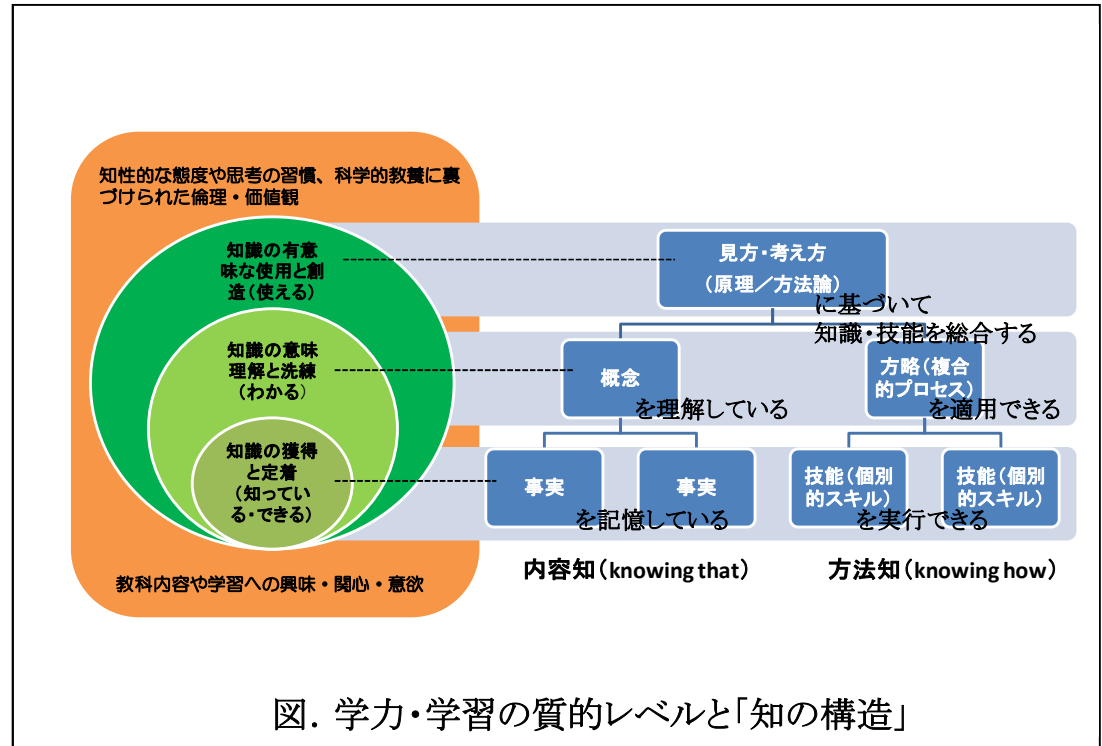 知性的な態度や思考の習慣、科学的教養に裏
づけられた倫理・価値観
知識の有意
味な使用と創
造(使える)
見方・考え方
(原理／方法論)
に基づいて
知識・技能を総合する
知識の意味
理解と洗練
(わかる)
概念
を理解している
方略(複合
的プロセス)
を適用できる
知識の獲得
と定着
(知ってい
る・できる)
事実
事実
を記憶している
技能(個別
的スキル)
技能(個別
的スキル)
を実行できる
教科内容や学習への興味・関心・意欲
内容知(knowing that)
方法知(knowing how)
図．学力・学習の質的レベルと「知の構造」